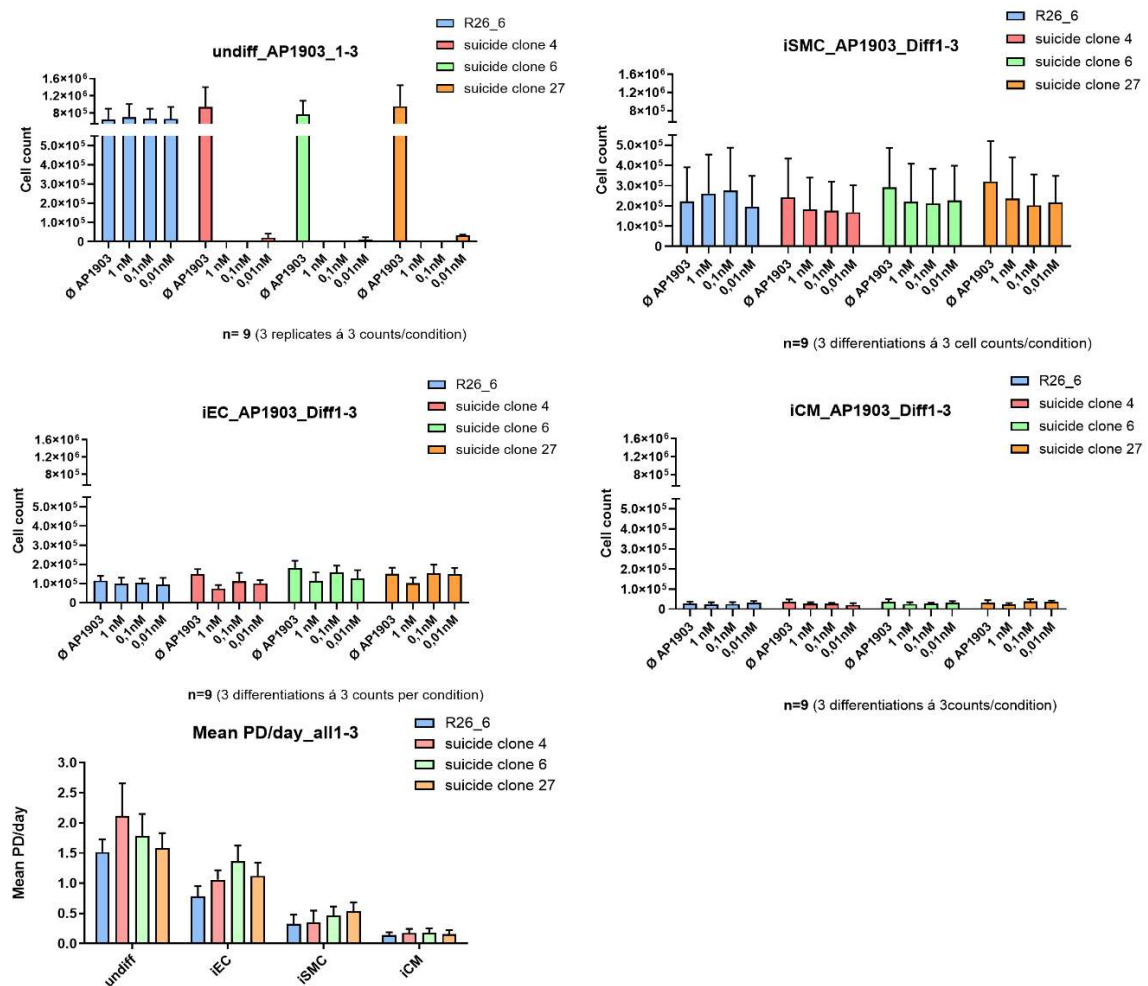 undiff_AP1903_1-3
R26_6
suicide clone 4
suicide clone 6
suicide clone 27
Cell count
1.6×10⁶
1.2×10⁶
8×10⁵
5.0×10⁵
4.0×10⁵
3.0×10⁵
2.0×10⁵
1.0×10⁵
0
Ø AP1903 1 nM 0,1nM 0,01nM Ø AP1903 1 nM 0,1nM 0,01nM Ø AP1903 1 nM 0,1nM 0,01nM Ø AP1903 1 nM 0,1nM 0,01nM
n= 9 (3 replicates á 3 counts/condition)
iSMC_AP1903_Diff1-3
R26_6
suicide clone 4
suicide clone 6
suicide clone 27
Cell count
1.6×10⁶
1.2×10⁶
8×10⁵
5.0×10⁵
4.0×10⁵
3.0×10⁵
2.0×10⁵
1.0×10⁵
0
Ø AP1903 1 nM 0,1nM 0,01nM Ø AP1903 1 nM 0,1nM 0,01nM Ø AP1903 1 nM 0,1nM 0,01nM Ø AP1903 1 nM 0,1nM 0,01nM
n=9 (3 differentiations á 3 cell counts/condition)
iEC_AP1903_Diff1-3
R26_6
suicide clone 4
suicide clone 6
suicide clone 27
Cell count
1.6×10⁶
1.2×10⁶
8×10⁵
5.0×10⁵
4.0×10⁵
3.0×10⁵
2.0×10⁵
1.0×10⁵
0
Ø AP1903 1 nM 0,1nM 0,01nM Ø AP1903 1 nM 0,1nM 0,01nM Ø AP1903 1 nM 0,1nM 0,01nM Ø AP1903 1 nM 0,1nM 0,01nM
n=9 (3 differentiations á 3 counts per condition)
iCM_AP1903_Diff1-3
R26_6
suicide clone 4
suicide clone 6
suicide clone 27
Cell count
1.6×10⁶
1.2×10⁶
8×10⁵
5.0×10⁵
4.0×10⁵
3.0×10⁵
2.0×10⁵
1.0×10⁵
0
Ø AP1903 1 nM 0,1nM 0,01nM Ø AP1903 1 nM 0,1nM 0,01nM Ø AP1903 1 nM 0,1nM 0,01nM Ø AP1903 1 nM 0,1nM 0,01nM
n=9 (3 differentiations á 3counts/condition)
Mean PD/day_all1-3
R26_6
suicide clone 4
suicide clone 6
suicide clone 27
Mean PD/day
3.0
2.5
2.0
1.5
1.0
0.5
0.0
undiff iEC iSMC iCM